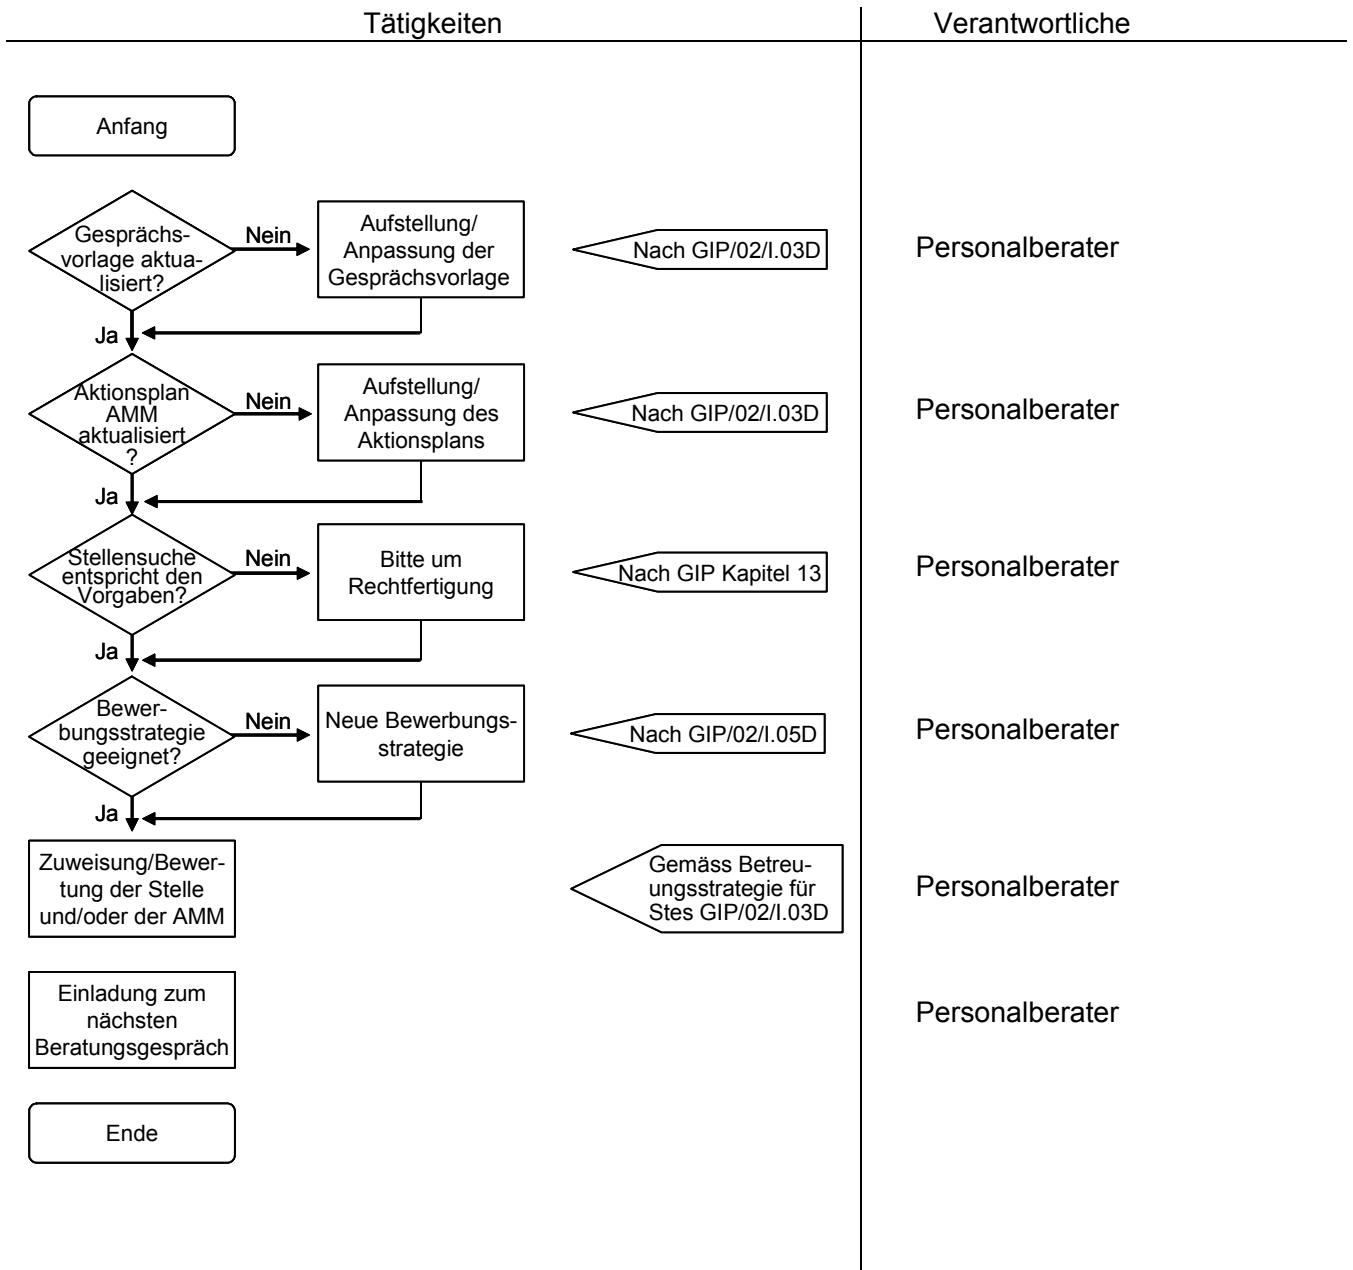 Tätigkeiten
Verantwortliche
Anfang
Gesprächs-
vorlage aktua-
lisiert?
Nein
Aufstellung/
Anpassung der
Gesprächsvorlage
Nach GIP/02/I.03D
Personalberater
Ja
Aktionsplan
AMM
aktualisiert
?
Nein
Aufstellung/
Anpassung des
Aktionsplans
Nach GIP/02/I.03D
Personalberater
Ja
Stellensuche
entspricht den
Vorgaben?
Nein
Bitte um
Rechtfertigung
Nach GIP Kapitel 13
Personalberater
Ja
Bewer-
bungsstrategie
geeignet?
Nein
Neue Bewerbungs-
strategie
Nach GIP/02/I.05D
Personalberater
Ja
Zuweisung/Bewer-
tung der Stelle
und/oder der AMM
Gemäss Betreu-
ungsstrategie für
Stes GIP/02/I.03D
Personalberater
Einladung zum
nächsten
Beratungsgespräch
Personalberater
Ende